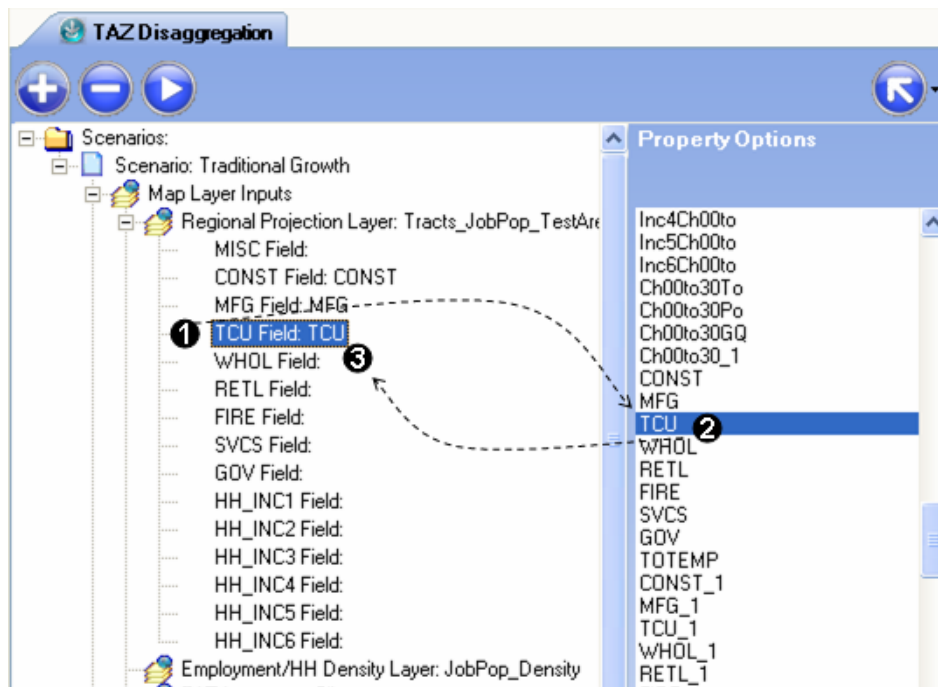 TAZ Disaggregation
Scenarios:
Scenario: Traditional Growth
Map Layer Inputs
Regional Projection Layer: Tracts_JobPop_TestAre
MISC Field:
CONST Field: CONST
MFG Field: MFG
1 TCU Field: TCU
WHOL Field: 3
RETL Field:
FIRE Field:
SVCS Field:
GOV Field:
HH_INC1 Field:
HH_INC2 Field:
HH_INC3 Field:
HH_INC4 Field:
HH_INC5 Field:
HH_INC6 Field:
Employment/HH Density Layer: JobPop_Density
Property Options
Inc4Ch00to
Inc5Ch00to
Inc6Ch00to
Ch00to30To
Ch00to30Po
Ch00to30GQ
Ch00to30_1
CONST
MFG
TCU 2
WHOL
RETL
FIRE
SVCS
GOV
TOTEMP
CONST_1
MFG_1
TCU_1
WHOL_1
RETL_1